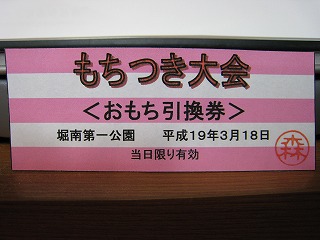 もちつき大会
＜おもち引換券＞
堀南第一公園　平成19年3月18日
当日限り有効
森